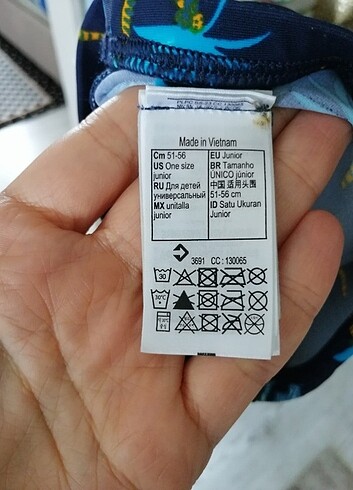 Made in Vietnam
Cm 51-56
US One size
junior
RU Для детей
универсальный
MX unitalla
junior
EU Junior
BR Tamanho
ÚNICO júnior
中国 适用头围
51-56 cm
ID Satu Ukuran
Junior
3691 CC : 130065
30
30°C